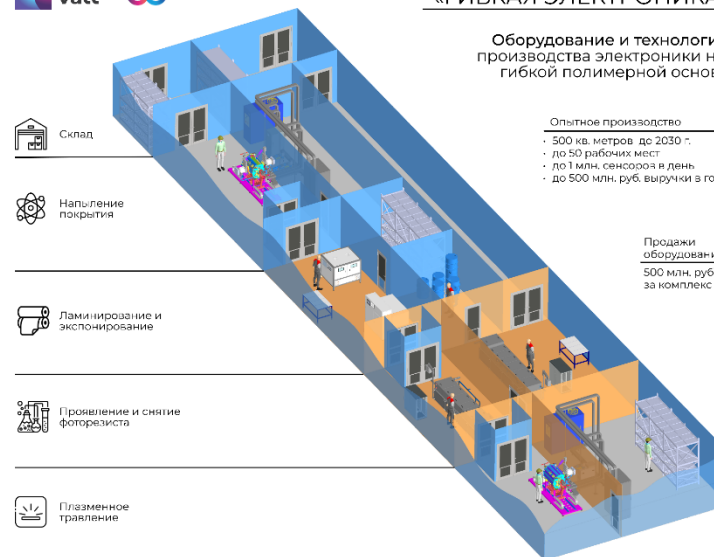 vatt
«ГИБКАЯ ЭЛЕКТРОНИКА
Оборудование и технологи
производства электроники н
гибкой полимерной основ
Опытное производство
· 500 кв. метров до 2030 г.
· до 50 рабочих мест
· до 1 млн. сенсоров в день
· до 500 млн. руб. выручки в го
Продажи
оборудовани
500 млн. руб
за комплекс
Склад
Напыление
покрытия
Ламинирование и
экспонирование
Проявление и снятие
фоторезиста
Плазменное
травление